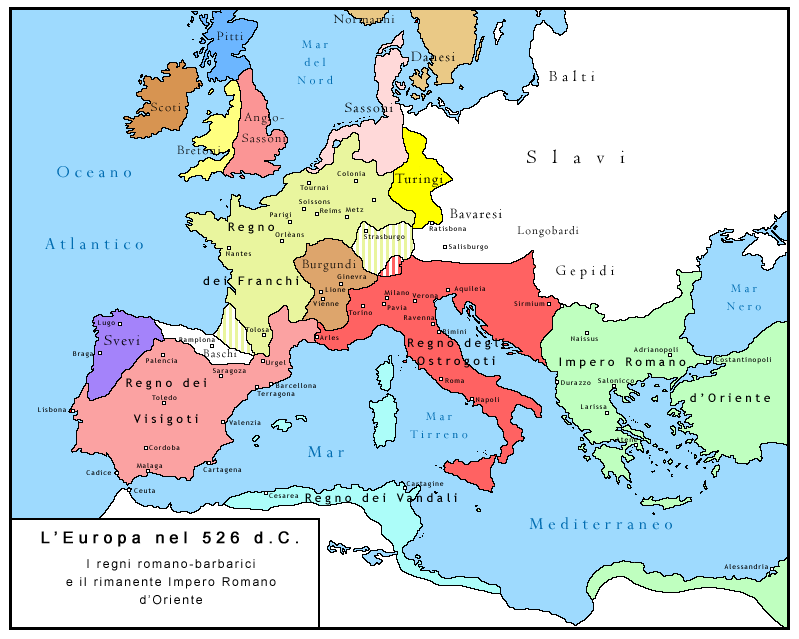 Normanni
Pitti
Mar
del
Nord
Danesi
Balti
Scoti
Anglo-
Sassoni
Sassoni
Bretoni
Slavi
Oceano
Colonia
Tournai
Turingi
Soissons
Parigi
Reims
Metz
Bavaresi
Regno
Ratisbona
Longobardi
Orléans
Strasburgo
Atlantico
Nantes
Salisburgo
Burgundi
Gepidi
dei Franchi
Ginevra
Lione
Vienne
Milano
Verona
Aquileia
Mar
Nero
Pavia
Sirmium
Torino
Ravenna
Lugo
Svevi
Tolosa
Pamplona
Baschi
Arles
Rimini
Naissus
Regno degli
Ostrogoti
Adrianopoli
Braga
Palencia
Urgel
Impero Romano
Costantinopoli
Saragoza
Regno dei
Barcellona
Terragona
Roma
Durazzo
Salonicco
Toledo
Napoli
d'Oriente
Lisbona
Visigoti
Valenzia
Mar
Tirreno
Larissa
Atene
Cordoba
Mar
Cadice
Malaga
Cartagena
Ceuta
Cartagine
Cesarea
Regno dei Vandali
Mediterraneo
L'Europa nel 526 d.C.
I regni romano-barbarici
e il rimanente Impero Romano
d'Oriente
Alessandria